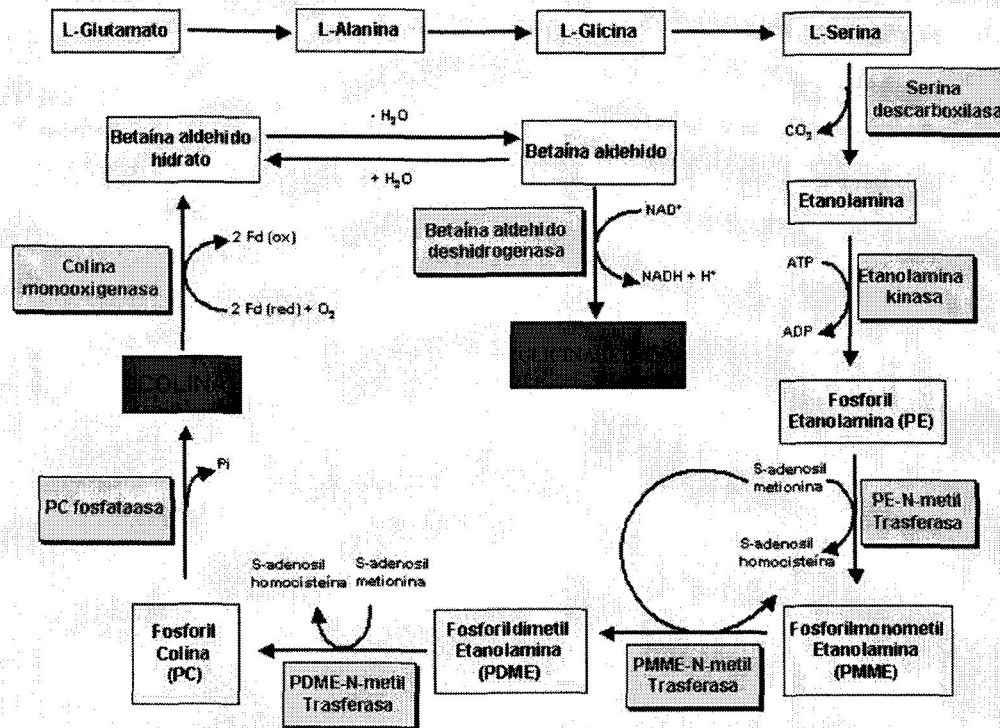 L-Glutamato
L-Alanina
L-Glicina
L-Serina
Serina
descarboxilasa
CO₂
Etanolamina
ATP
ADP
Etanolamina
kinasa
Fosforil
Etanolamina (PE)
S-adenosil
metionina
S-adenosil
homocisteína
PE-N-metil
Trasferasa
Fosforilmonometil
Etanolamina
(PMME)
PMME-N-metil
Trasferasa
Fosforildimetil
Etanolamina
(PDME)
S-adenosil
homocisteína
S-adenosil
metionina
PDME-N-metil
Trasferasa
Fosforil
Colina
(PC)
PC fosfataasa
Pi
COLINA
Colina
monooxigenasa
2 Fd (ox)
2 Fd (red) + O₂
Betaína aldehido
hidrato
- H₂O
+ H₂O
Betaína aldehido
Betaína aldehido
deshidrogenasa
NAD⁺
NADH + H⁺